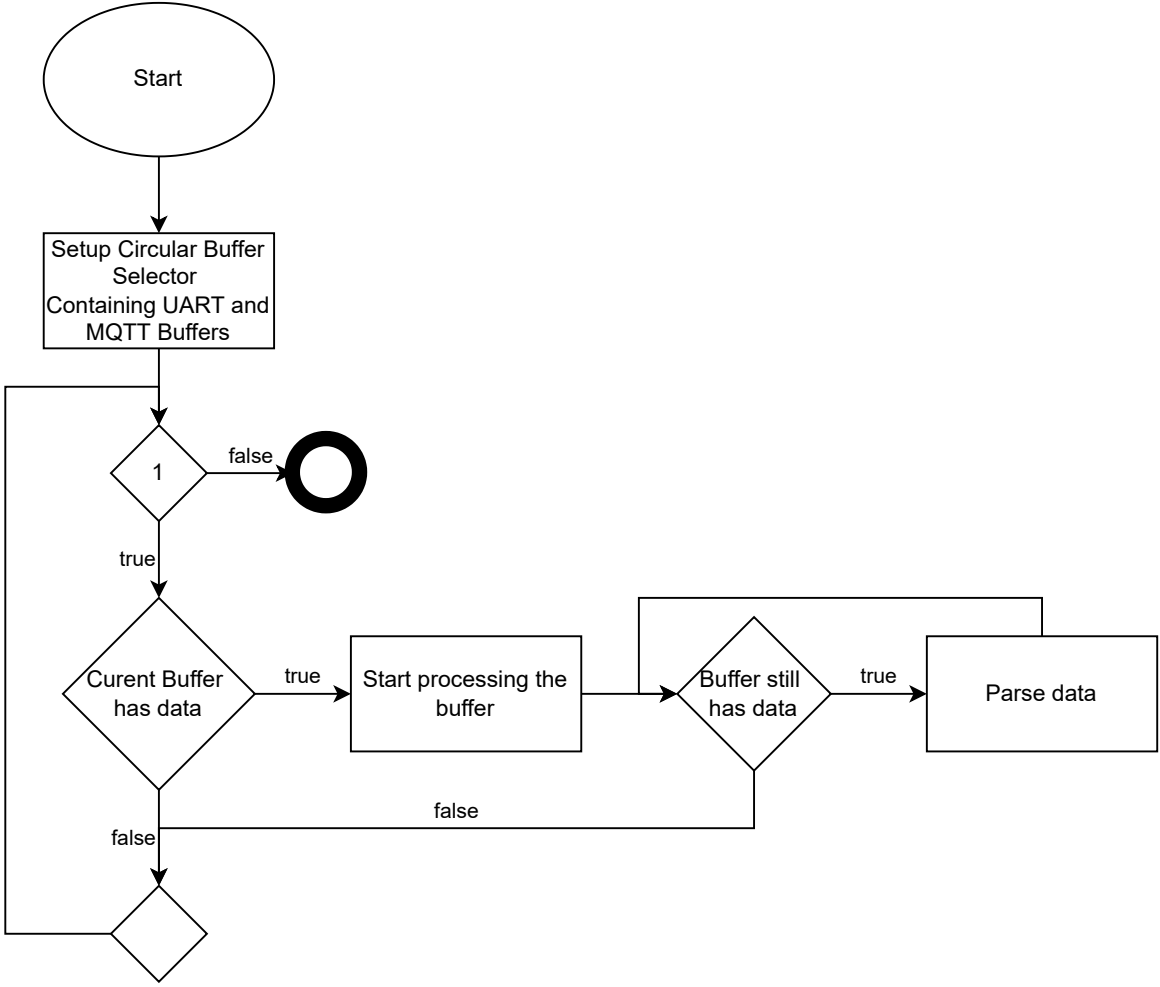 Start
Setup Circular Buffer
Selector
Containing UART and
MQTT Buffers
1
false
true
Curent Buffer
has data
true
Start processing the
buffer
Buffer still
has data
true
Parse data
false
false